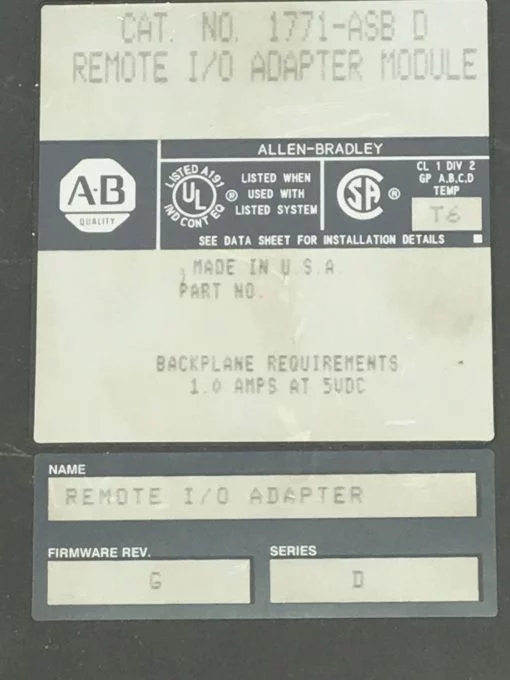 CAT. NO. 1771-ASB D
REMOTE I/O ADAPTER MODULE
ALLEN-BRADLEY
A-B
QUALITY
LISTED A191
UL
IND CONT EQ
®
LISTED WHEN
USED WITH
LISTED SYSTEM
SA
®
CL 1 DIV 2
GP A,B,C,D
TEMP
T6
SEE DATA SHEET FOR INSTALLATION DETAILS
MADE IN U.S.A.
PART NO.
BACKPLANE REQUIREMENTS
1.0 AMPS AT 5VDC
NAME
REMOTE I/O ADAPTER
FIRMWARE REV.
SERIES
G
D